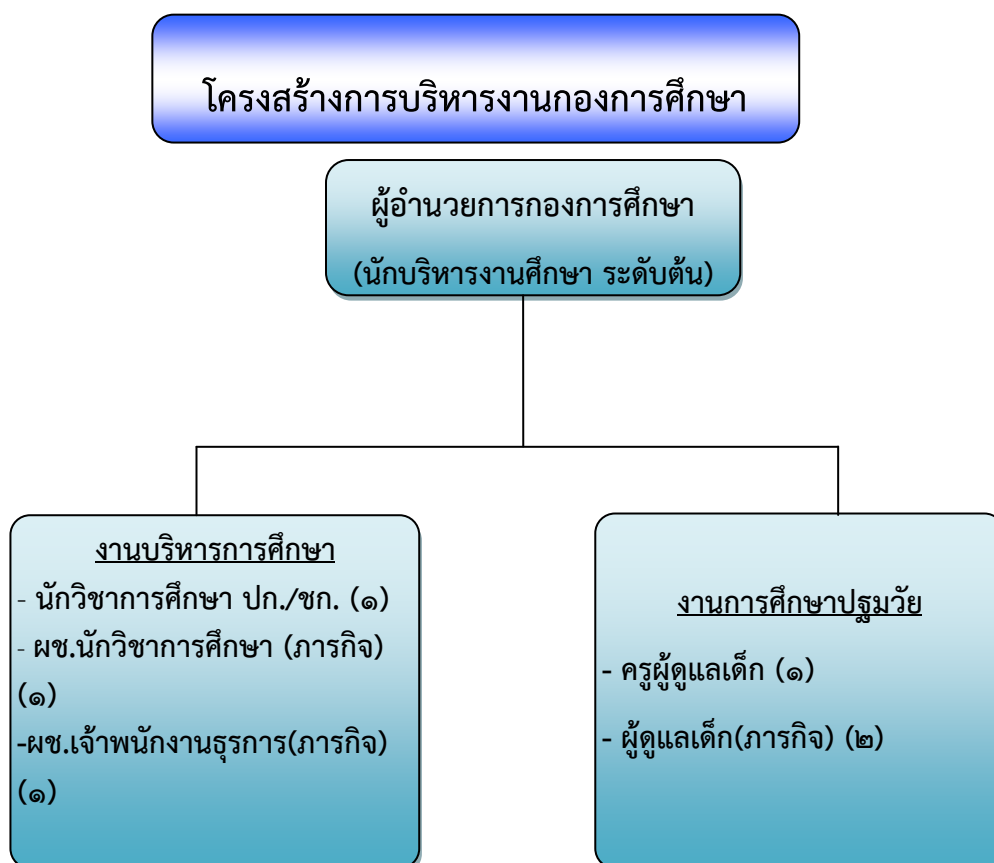 โครงสร้างการบริหารงานกองการศึกษา
ผู้อำนวยการกองการศึกษา
(นักบริหารงานศึกษา ระดับต้น)
งานบริหารการศึกษา
- นักวิชาการศึกษา ปก./ชก. (๑)
- ผช.นักวิชาการศึกษา (ภารกิจ)
(๑)
-ผช.เจ้าพนักงานธุรการ(ภารกิจ)
(๑)
งานการศึกษาปฐมวัย
- ครูผู้ดูแลเด็ก (๑)
- ผู้ดูแลเด็ก(ภารกิจ) (๒)